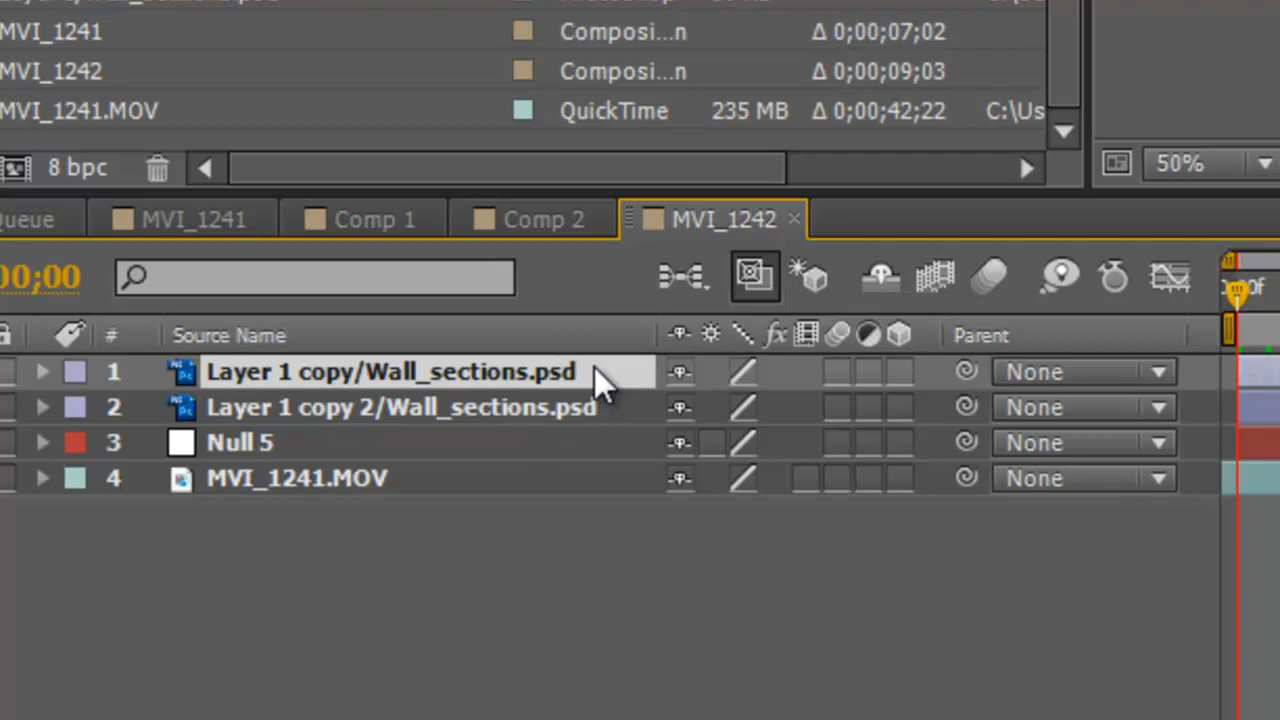 MVI_1241 Composi...n Δ 0;00;07;02
MVI_1242 Composi...n Δ 0;00;09;03
MVI_1241.MOV QuickTime 235 MB Δ 0;00;42;22 C:\Us
8 bpc 50%
Queue MVI_1241 Comp 1 Comp 2 MVI_1242 ×
00;00
# Source Name fx Parent
1 Layer 1 copy/Wall_sections.psd None
2 Layer 1 copy 2/Wall_sections.psd None
3 Null 5 None
4 MVI_1241.MOV None